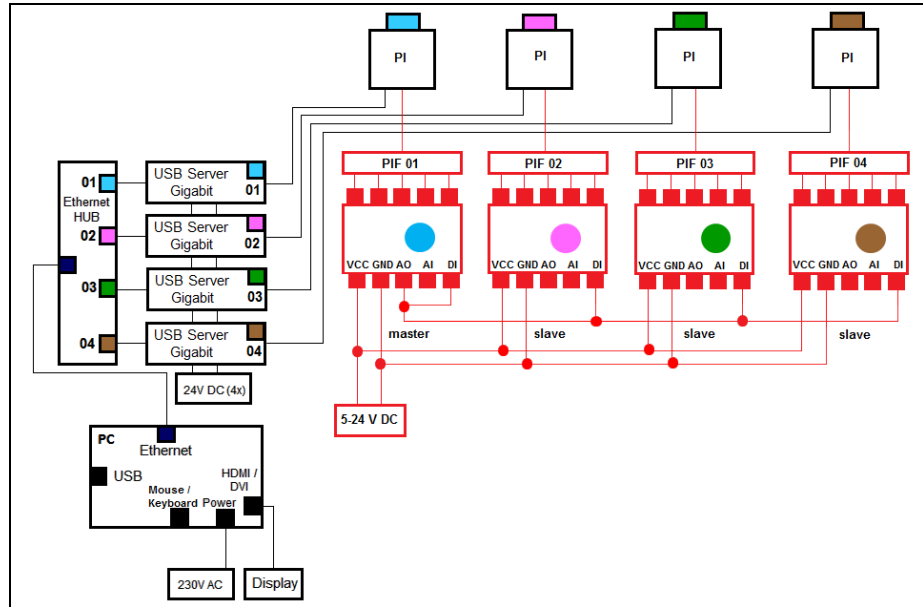 PI
PI
PI
PI
PIF 01
PIF 02
PIF 03
PIF 04
01
Ethernet
HUB
02
03
04
USB Server
Gigabit
01
USB Server
Gigabit
02
USB Server
Gigabit
03
USB Server
Gigabit
04
24V DC (4x)
VCC GND AO AI DI
VCC GND AO AI DI
VCC GND AO AI DI
VCC GND AO AI DI
master
slave
slave
slave
5-24 V DC
PC
Ethernet
USB
HDMI /
DVI
Mouse /
Keyboard
Power
230V AC
Display